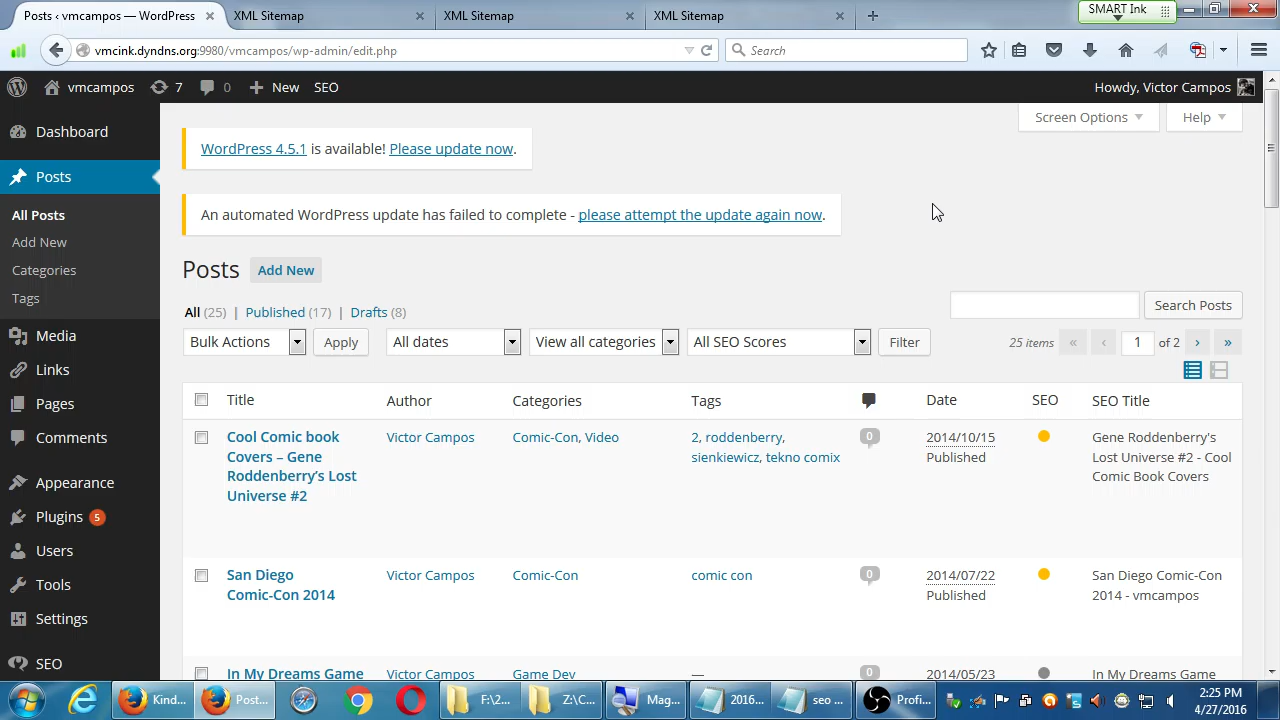 Posts ‹ vmcampos — WordPress
XML Sitemap
XML Sitemap
XML Sitemap
SMART Ink
vmcink.dyndns.org:9980/vmcampos/wp-admin/edit.php
Search
vmcampos
7
0
New
SEO
Howdy, Victor Campos
Screen Options
Help
Dashboard
Posts
All Posts
Add New
Categories
Tags
Media
Links
Pages
Comments
Appearance
Plugins 5
Users
Tools
Settings
SEO
WordPress 4.5.1 is available! Please update now.
An automated WordPress update has failed to complete - please attempt the update again now.
Posts
Add New
All (25) | Published (17) | Drafts (8)
Search Posts
Bulk Actions
Apply
All dates
View all categories
All SEO Scores
Filter
25 items
«
‹
1
of 2
›
»
Title
Author
Categories
Tags
Date
SEO
SEO Title
Cool Comic book
Covers – Gene
Roddenberry's Lost
Universe #2
Victor Campos
Comic-Con, Video
2, roddenberry,
sienkiewicz, tekno comix
0
2014/10/15
Published
Gene Roddenberry's
Lost Universe #2 - Cool
Comic Book Covers
San Diego
Comic-Con 2014
Victor Campos
Comic-Con
comic con
0
2014/07/22
Published
San Diego Comic-Con
2014 - vmcampos
In My Dreams Game
Victor Campos
Game Dev
—
0
2014/05/23
In My Dreams Game
Kind...
Post...
F:\2...
Z:\C...
Mag...
2016...
seo ...
Profi...
2:25 PM
4/27/2016